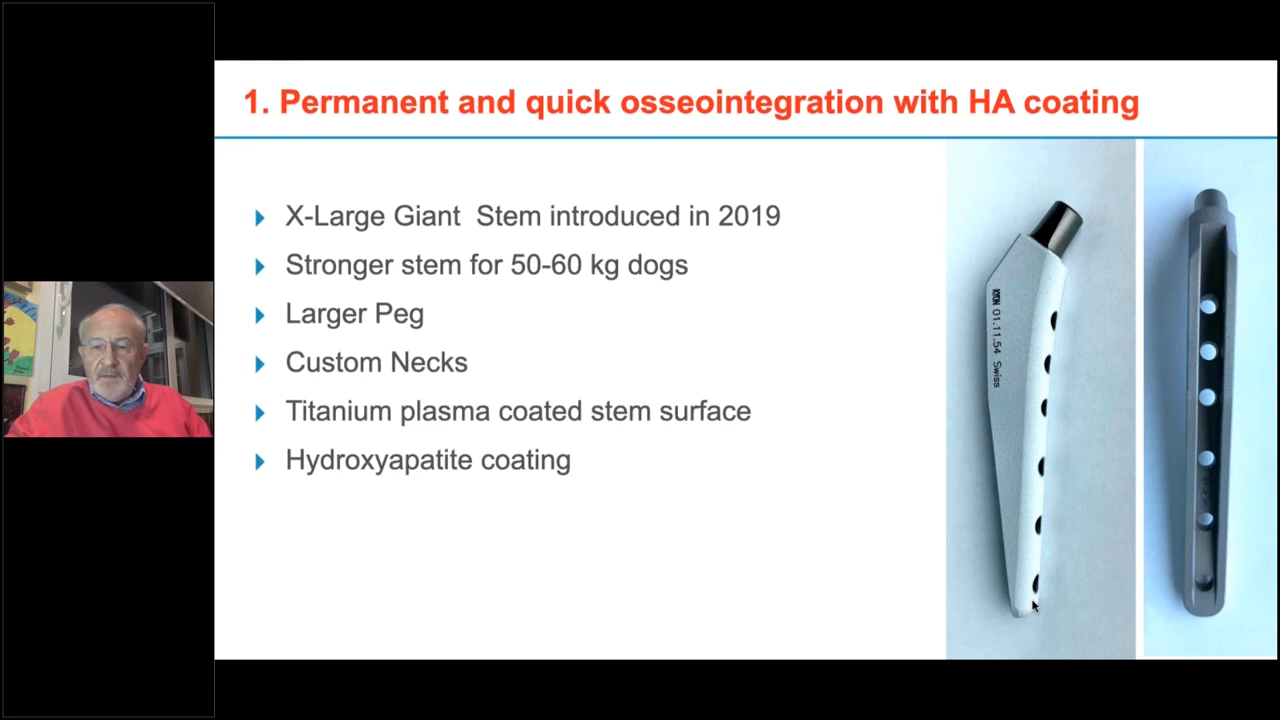 1. Permanent and quick osseointegration with HA coating
X-Large Giant  Stem introduced in 2019
Stronger stem for 50-60 kg dogs
Larger Peg
Custom Necks
Titanium plasma coated stem surface
Hydroxyapatite coating
KYON 01.11.54 Swiss